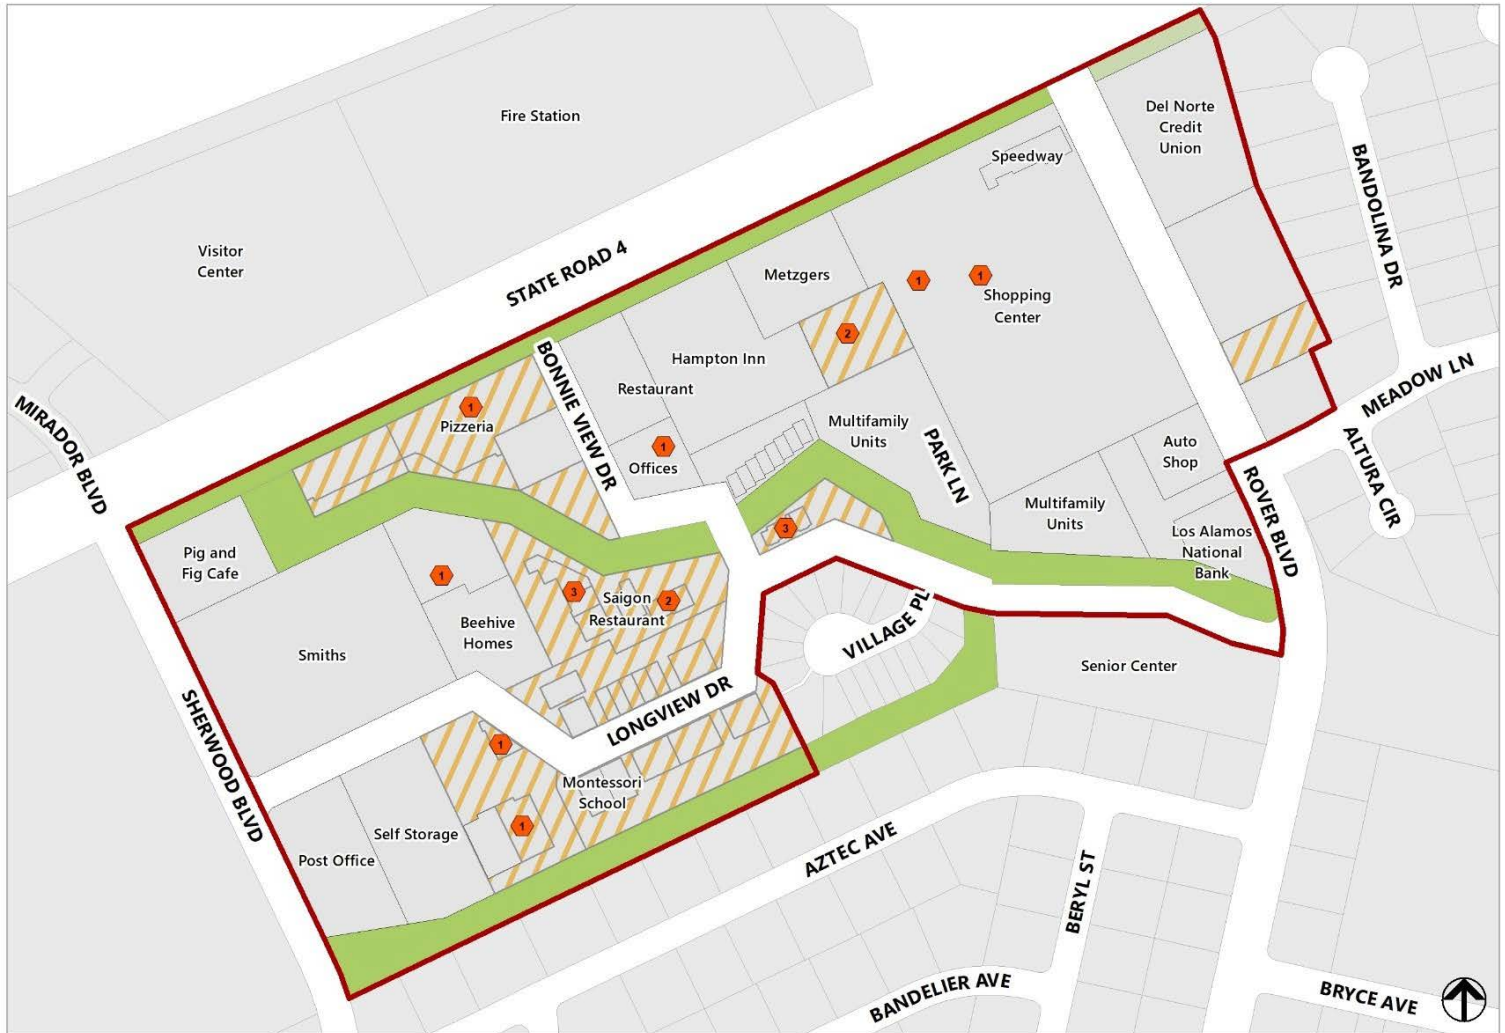 Fire Station
Del Norte
Credit
Union
Speedway
BANDOLINA DR
Visitor
Center
STATE ROAD 4
Metzgers
1
1
Shopping
Center
2
Hampton Inn
BONNIE VIEW DR
Restaurant
MEADOW LN
MIRADOR BLVD
1
Pizzeria
Multifamily
Units
PARK LN
1
Offices
Auto
Shop
ALTURA CIR
Multifamily
Units
ROVER BLVD
3
Los Alamos
National
Bank
Pig and
Fig Cafe
1
3
Saigon
Restaurant
2
Beehive
Homes
VILLAGE PL
Smiths
Senior Center
SHERWOOD BLVD
LONGVIEW DR
1
Montessori
School
1
Self Storage
Post Office
AZTEC AVE
BERYL ST
BANDELIER AVE
BRYCE AVE